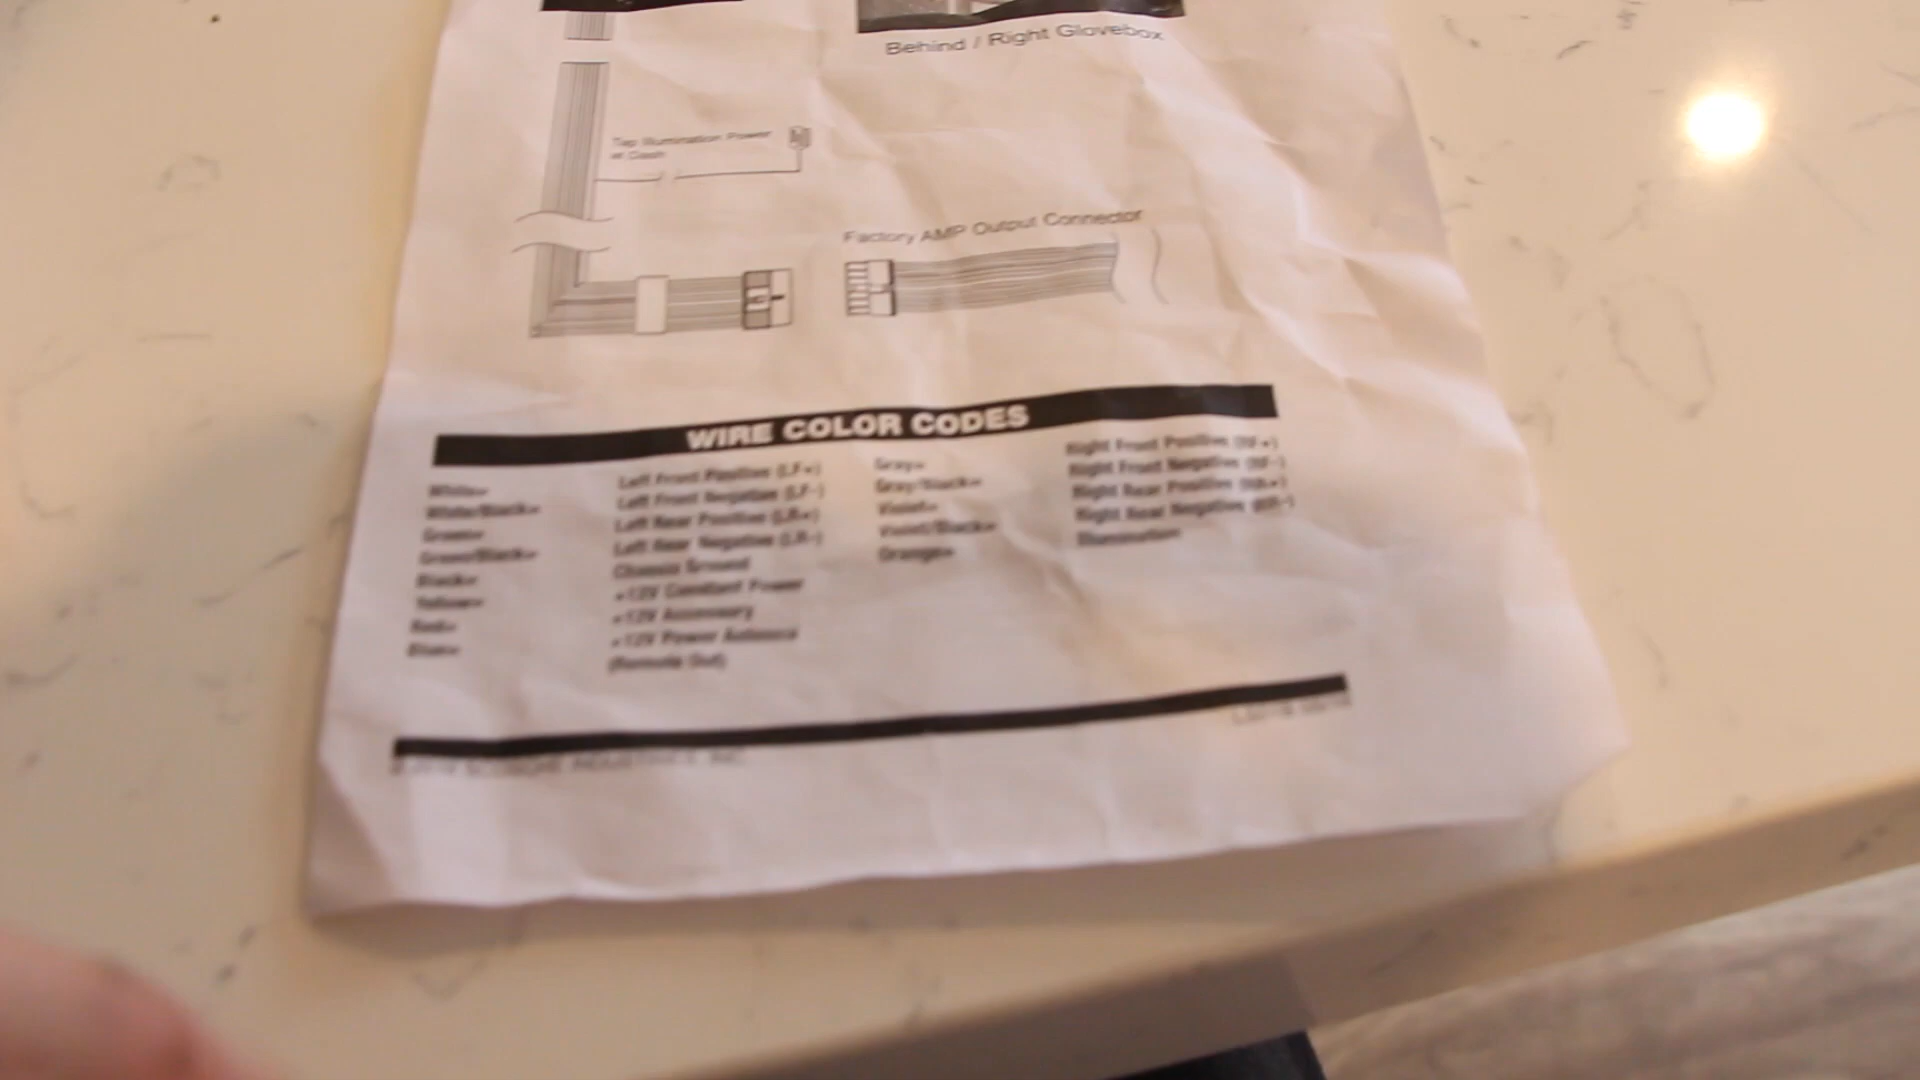 Behind / Right Glovebox
Tap Illumination Power
at Dash
Factory AMP Output Connector
WIRE COLOR CODES
White= Left Front Positive (LF+)
White/Black= Left Front Negative (LF-)
Green= Left Rear Positive (LR+)
Green/Black= Left Rear Negative (LR-)
Black= Chassis Ground
Yellow= +12V Constant Power
Red= +12V Accessory
Blue= +12V Power Antenna
(Remote Out)
Gray= Right Front Positive (RF+)
Gray/Black= Right Front Negative (RF-)
Violet= Right Rear Positive (RR+)
Violet/Black= Right Rear Negative (RR-)
Orange= Illumination
INDUSTRIES, INC.